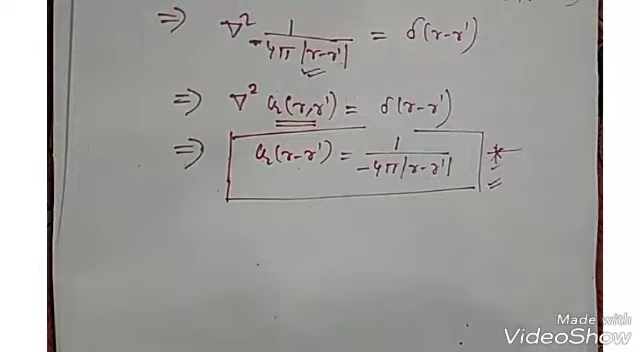 ⇒ ∇² 1/-4π|r-r'| = δ(r-r')
⇒ ∇² G(r,r') = δ(r-r')
⇒ G(r-r') = 1/-4π|r-r'| *
Made with
VideoShow